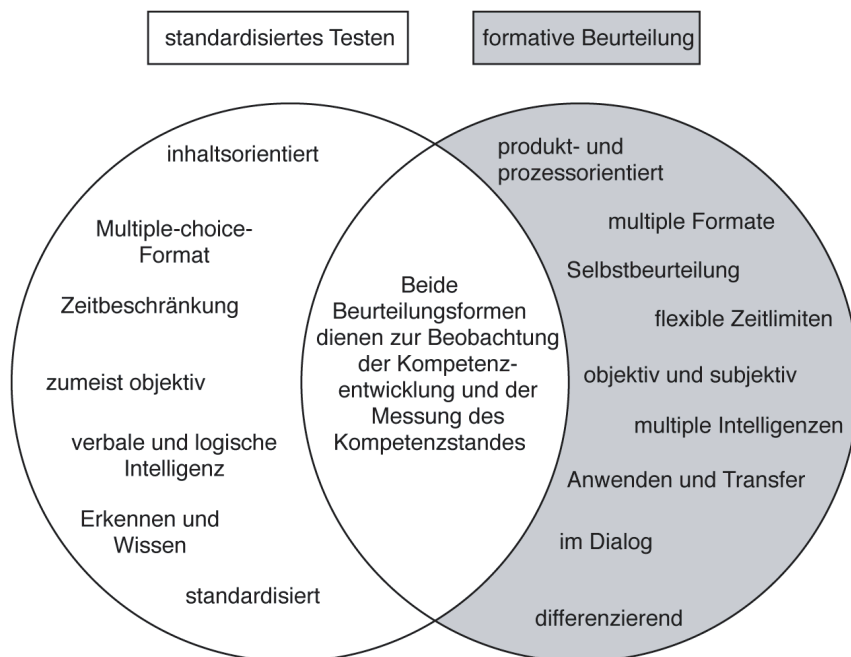 standardisiertes Testen
formative Beurteilung
inhaltsorientiert
Multiple-choice-
Format
Zeitbeschränkung
zumeist objektiv
verbale und logische
Intelligenz
Erkennen und
Wissen
standardisiert
Beide
Beurteilungsformen
dienen zur Beobachtung
der Kompetenz-
entwicklung und der
Messung des
Kompetenzstandes
produkt- und
prozessorientiert
multiple Formate
Selbstbeurteilung
flexible Zeitlimiten
objektiv und subjektiv
multiple Intelligenzen
Anwenden und Transfer
im Dialog
differenzierend